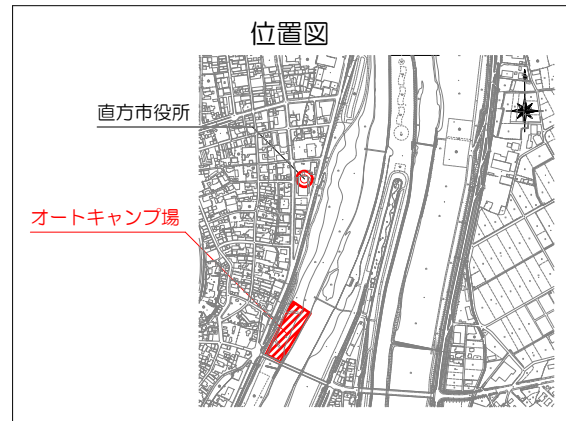 位置図
直方市役所
オートキャンプ場